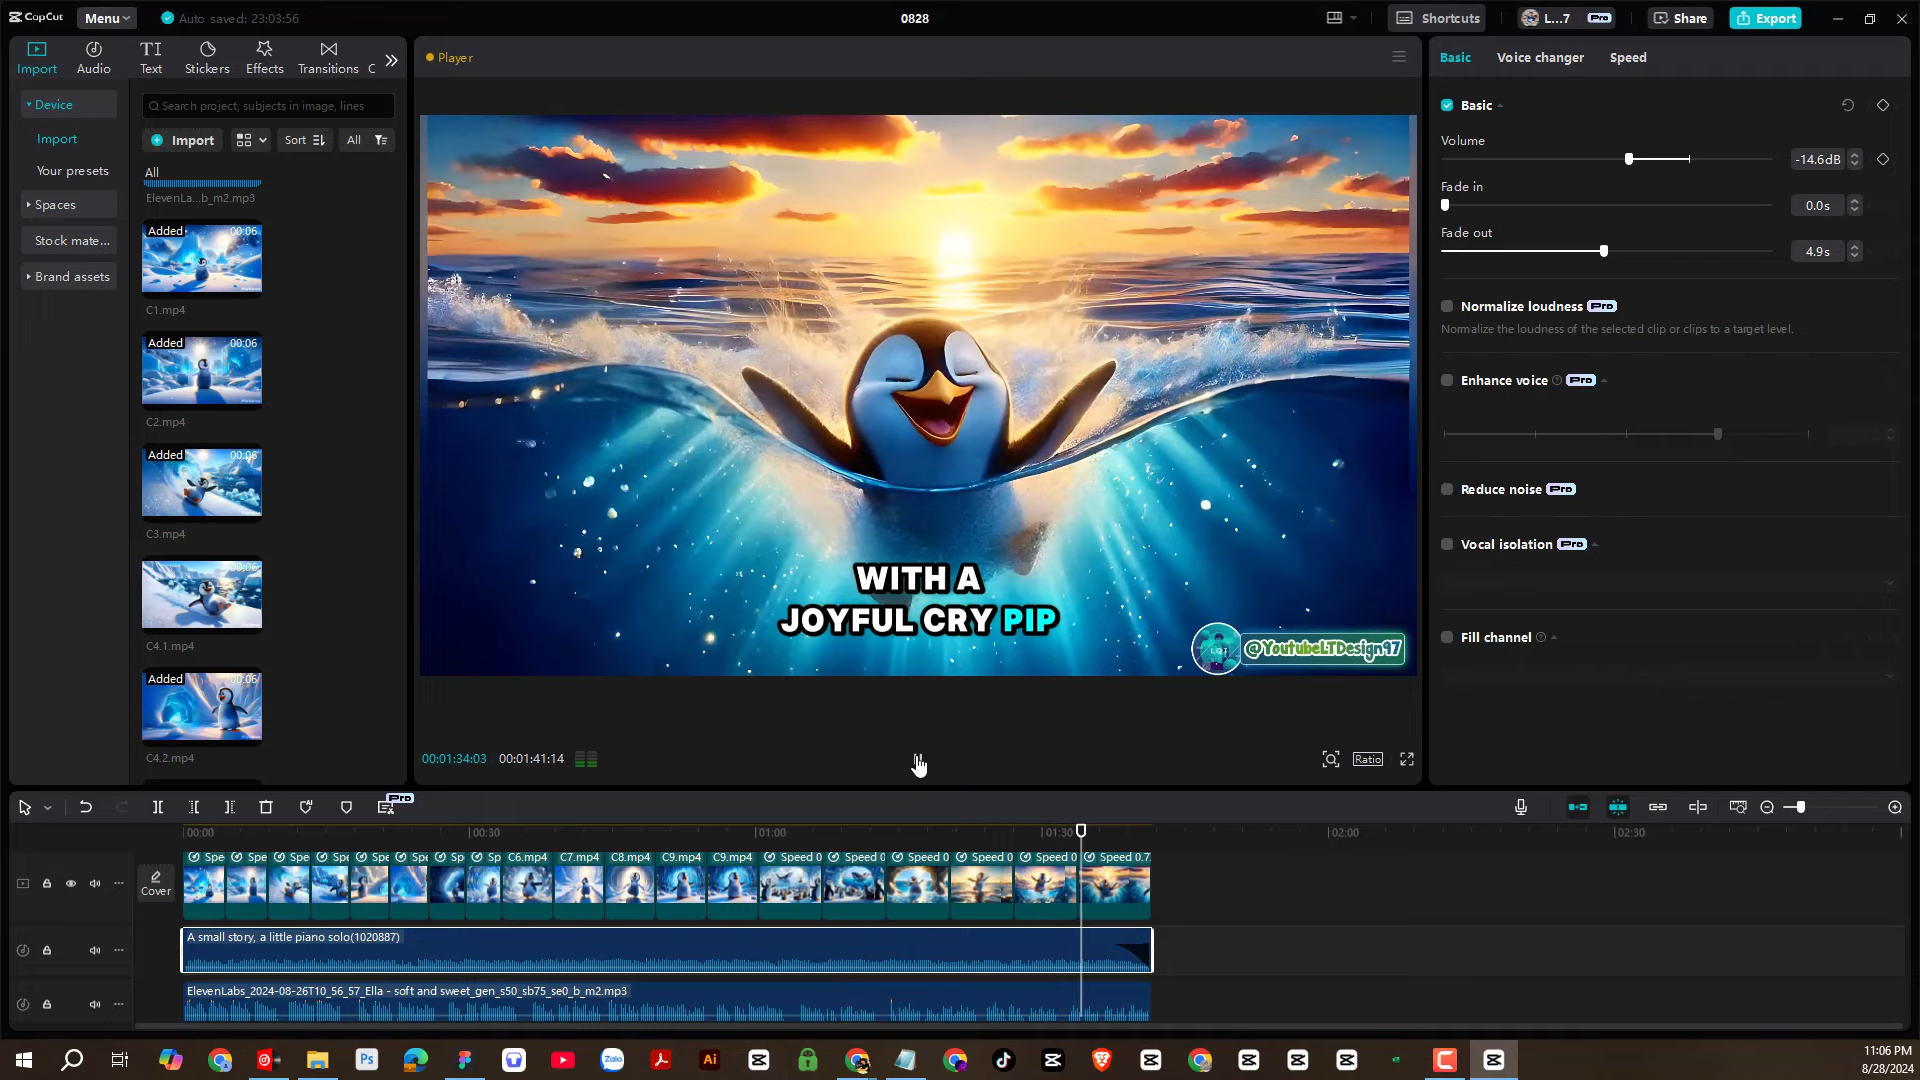 CapCut
Menu
Auto saved: 23:03:56
0828
Shortcuts
L...7
Pro
Share
Export
Import
Audio
Text
Stickers
Effects
Transitions
C
Player
Basic
Voice changer
Speed
Device
Import
Your presets
Spaces
Stock mate...
Brand assets
Search project, subjects in image, lines
Import
Sort
All
All
ElevenLa...b_m2.mp3
Added
00:06
C1.mp4
Added
00:06
C2.mp4
Added
00:06
C3.mp4
00:06
C4.1.mp4
Added
00:06
C4.2.mp4
WITH A
JOYFUL CRY PIP
LQT
@YoutubeLTDesign97
00:01:34:03
00:01:41:14
Ratio
Basic
Volume
-14.6dB
Fade in
0.0s
Fade out
4.9s
Normalize loudness
Pro
Normalize the loudness of the selected clip or clips to a target level.
Enhance voice
Pro
Reduce noise
Pro
Vocal isolation
Pro
Fill channel
Pro
00:00
00:30
01:00
01:30
02:00
02:30
Cover
Spe
Spe
Spe
Spe
Spe
Spe
Sp
Sp
C6.mp4
C7.mp4
C8.mp4
C9.mp4
C9.mp4
Speed 0
Speed 0
Speed 0
Speed 0
Speed 0
Speed 0.7
A small story, a little piano solo(1020887)
ElevenLabs_2024-08-26T10_56_57_Ella - soft and sweet_gen_s50_sb75_se0_b_m2.mp3
Ps
Zalo
Ai
11:06 PM
8/28/2024